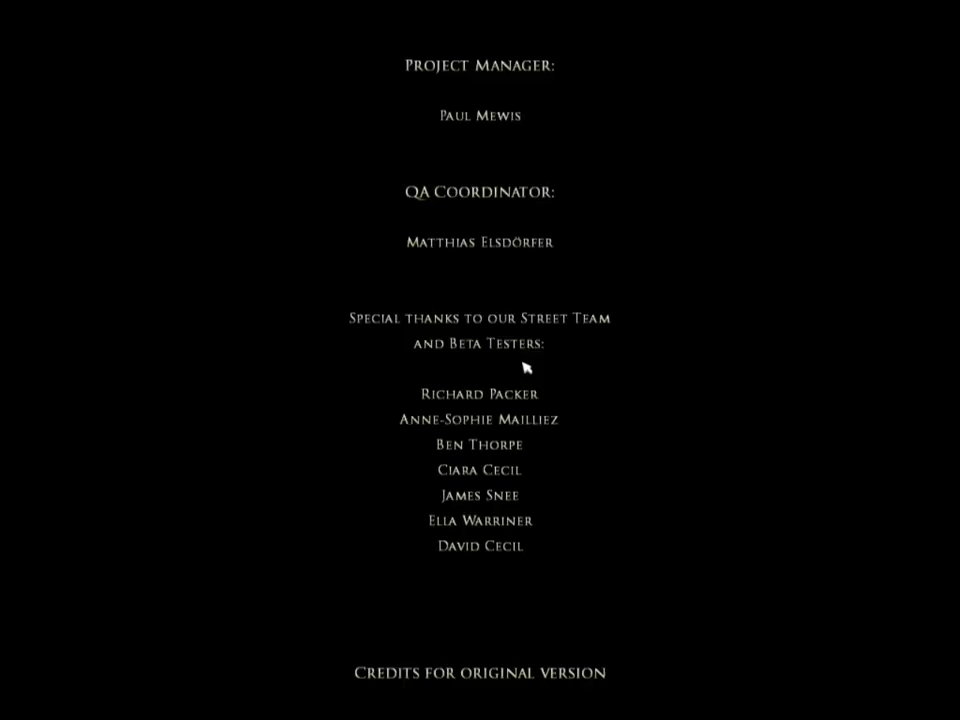 Project Manager:
Paul Mewis
QA Coordinator:
Matthias Elsdörfer
Special thanks to our Street Team
and Beta Testers:
Richard Packer
Anne-Sophie Mailliez
Ben Thorpe
Ciara Cecil
James Snee
Ella Warriner
David Cecil
Credits for original version